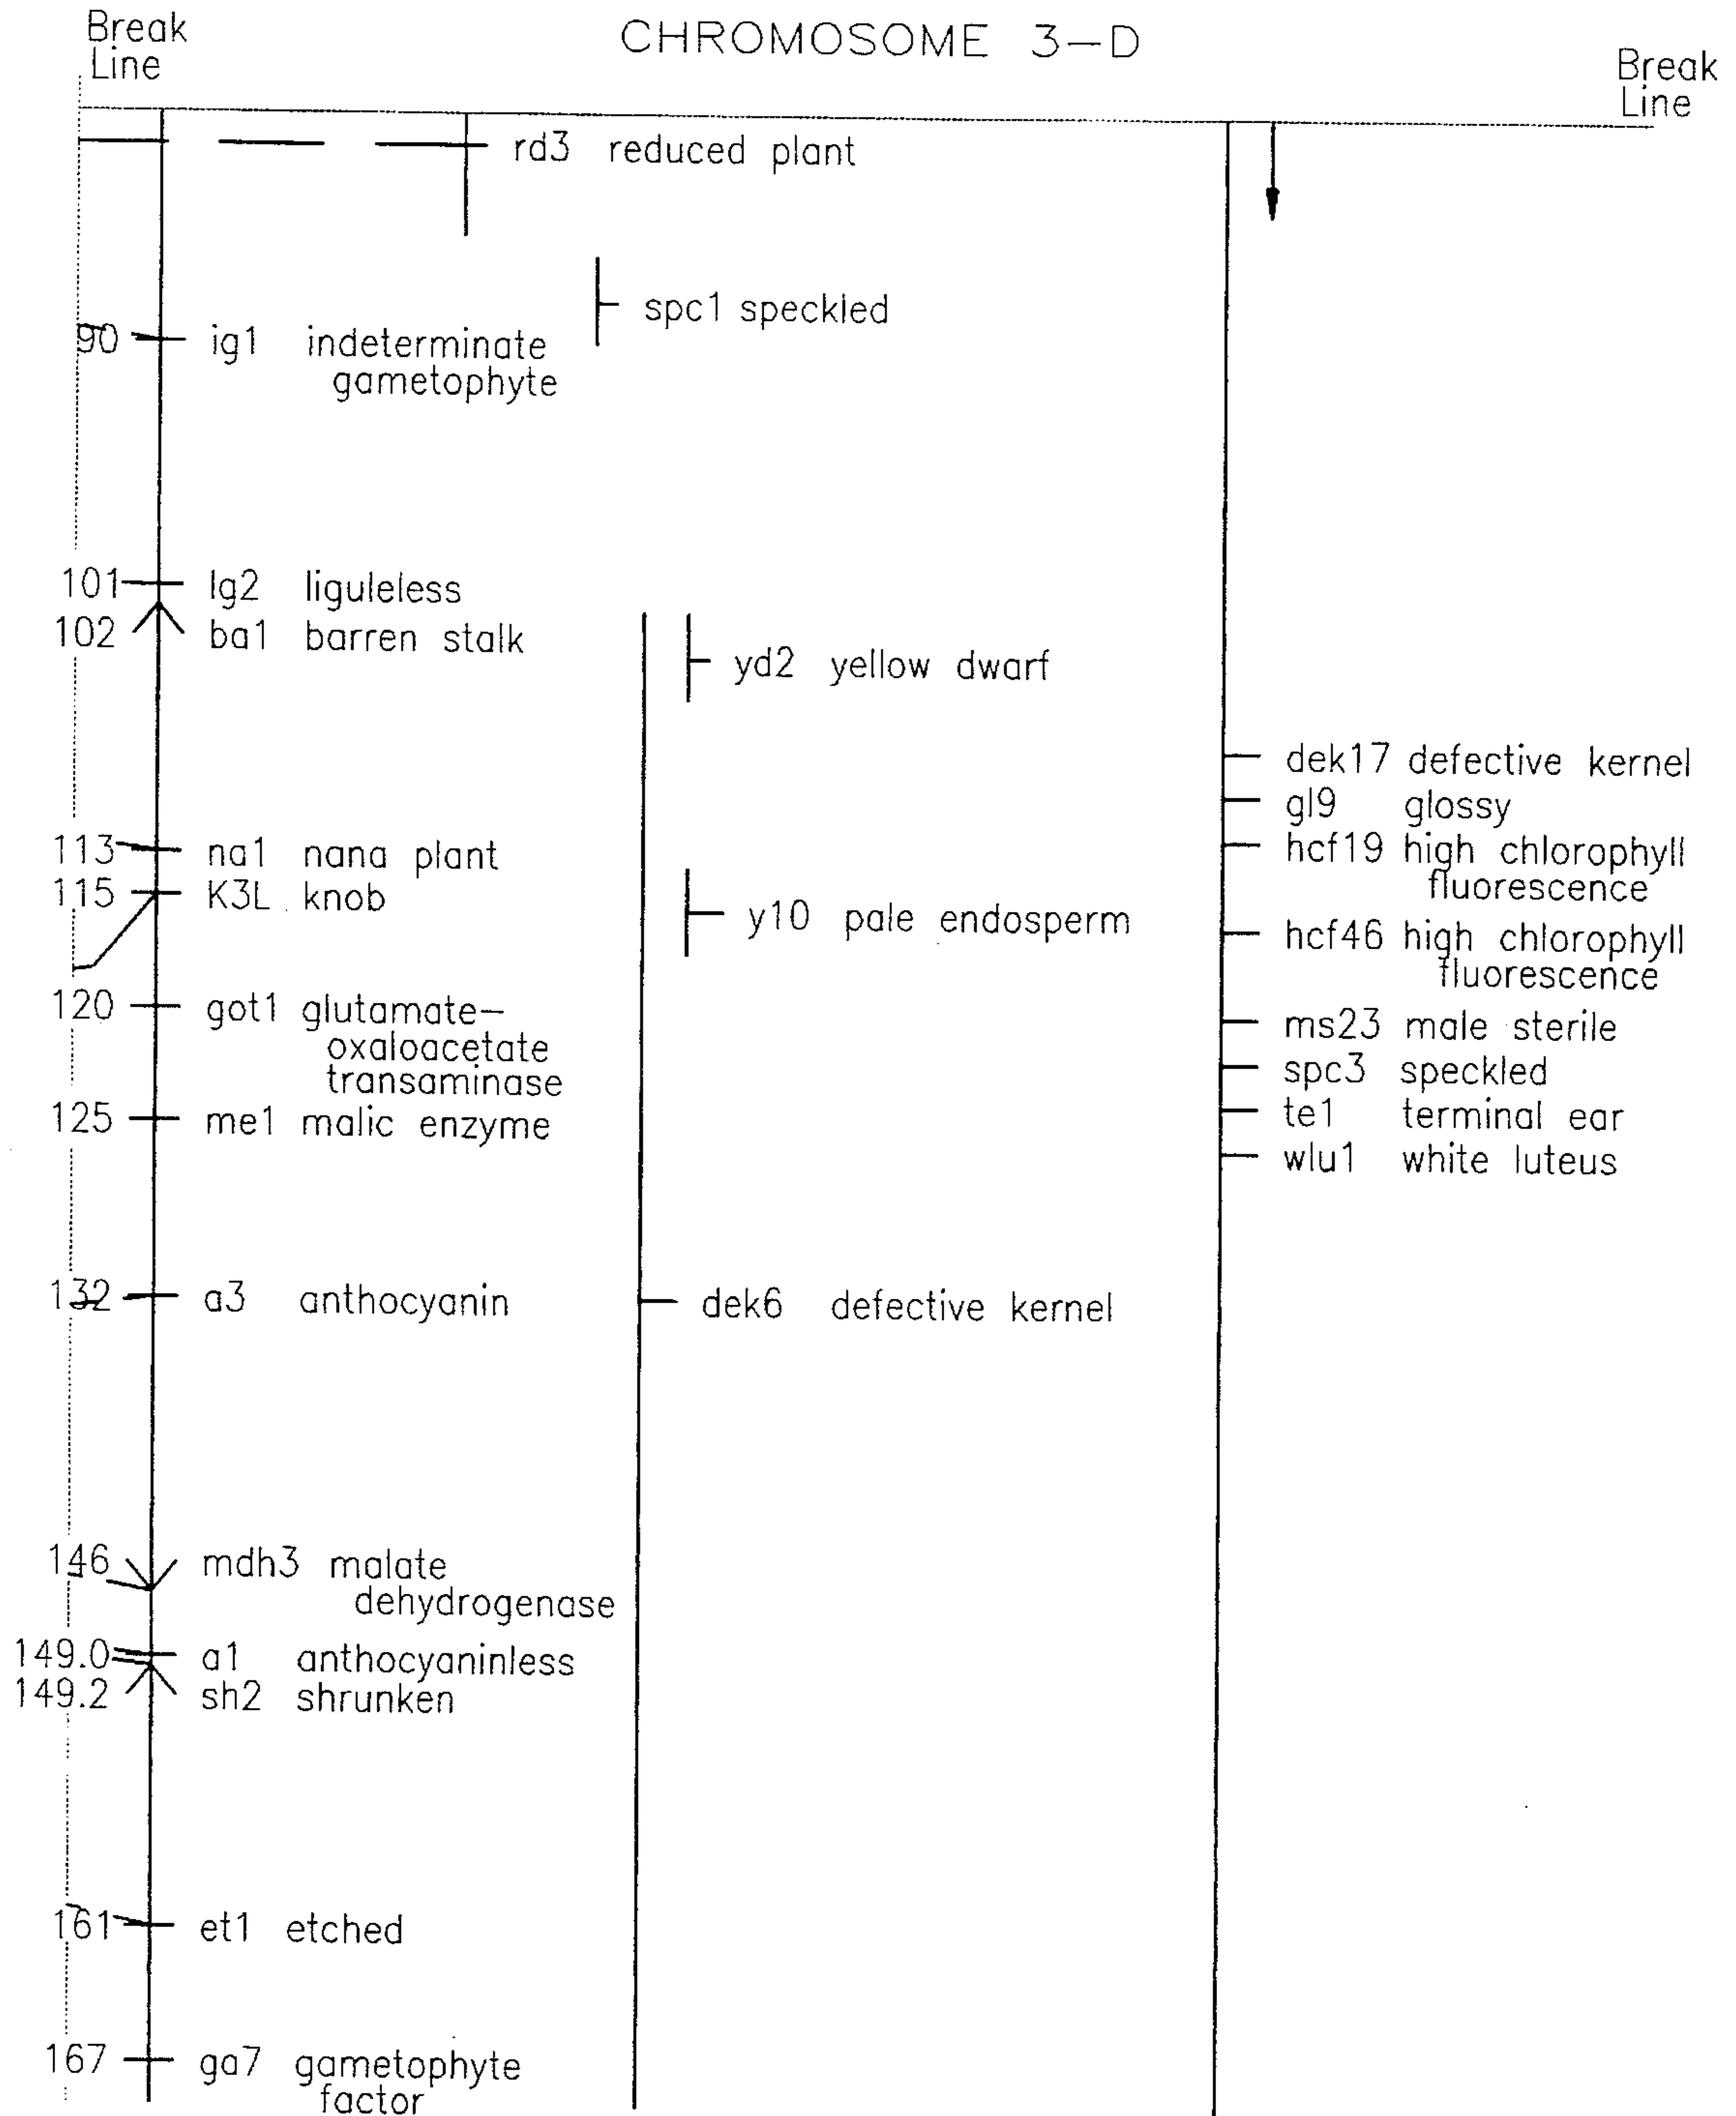 Break
Line
CHROMOSOME 3-D
Break
Line
rd3 reduced plant
spc1 speckled
90 ig1 indeterminate
gametophyte
101 lg2 liguleless
102 ba1 barren stalk
yd2 yellow dwarf
dek17 defective kernel
gl9 glossy
113 na1 nana plant
hcf19 high chlorophyll
fluorescence
115 K3L knob
y10 pale endosperm
hcf46 high chlorophyll
fluorescence
120 got1 glutamate-
oxaloacetate
transaminase
ms23 male sterile
spc3 speckled
te1 terminal ear
125 me1 malic enzyme
wlu1 white luteus
132 a3 anthocyanin
dek6 defective kernel
146 mdh3 malate
dehydrogenase
149.0 a1 anthocyaninless
149.2 sh2 shrunken
161 et1 etched
167 ga7 gametophyte
factor